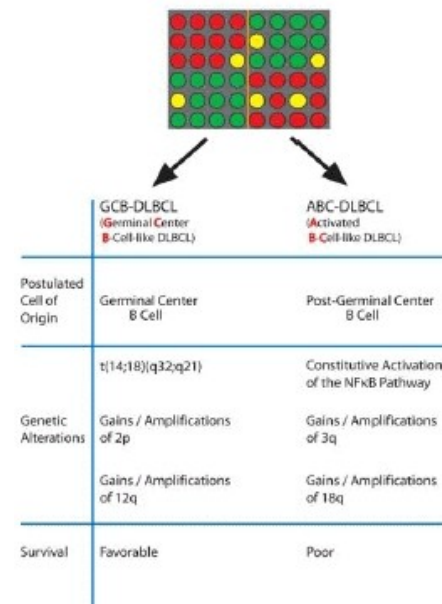 GCB-DLBCL
(Germinal Center
B-Cell-like DLBCL)
ABC-DLBCL
(Activated
B-Cell-like DLBCL)
Postulated
Cell of
Origin
Germinal Center
B Cell
Post-Germinal Center
B Cell
Genetic
Alterations
t(14;18)(q32;q21)
Constitutive Activation
of the NFκB Pathway
Gains / Amplifications
of 2p
Gains / Amplifications
of 3q
Gains / Amplifications
of 12q
Gains / Amplifications
of 18q
Survival
Favorable
Poor